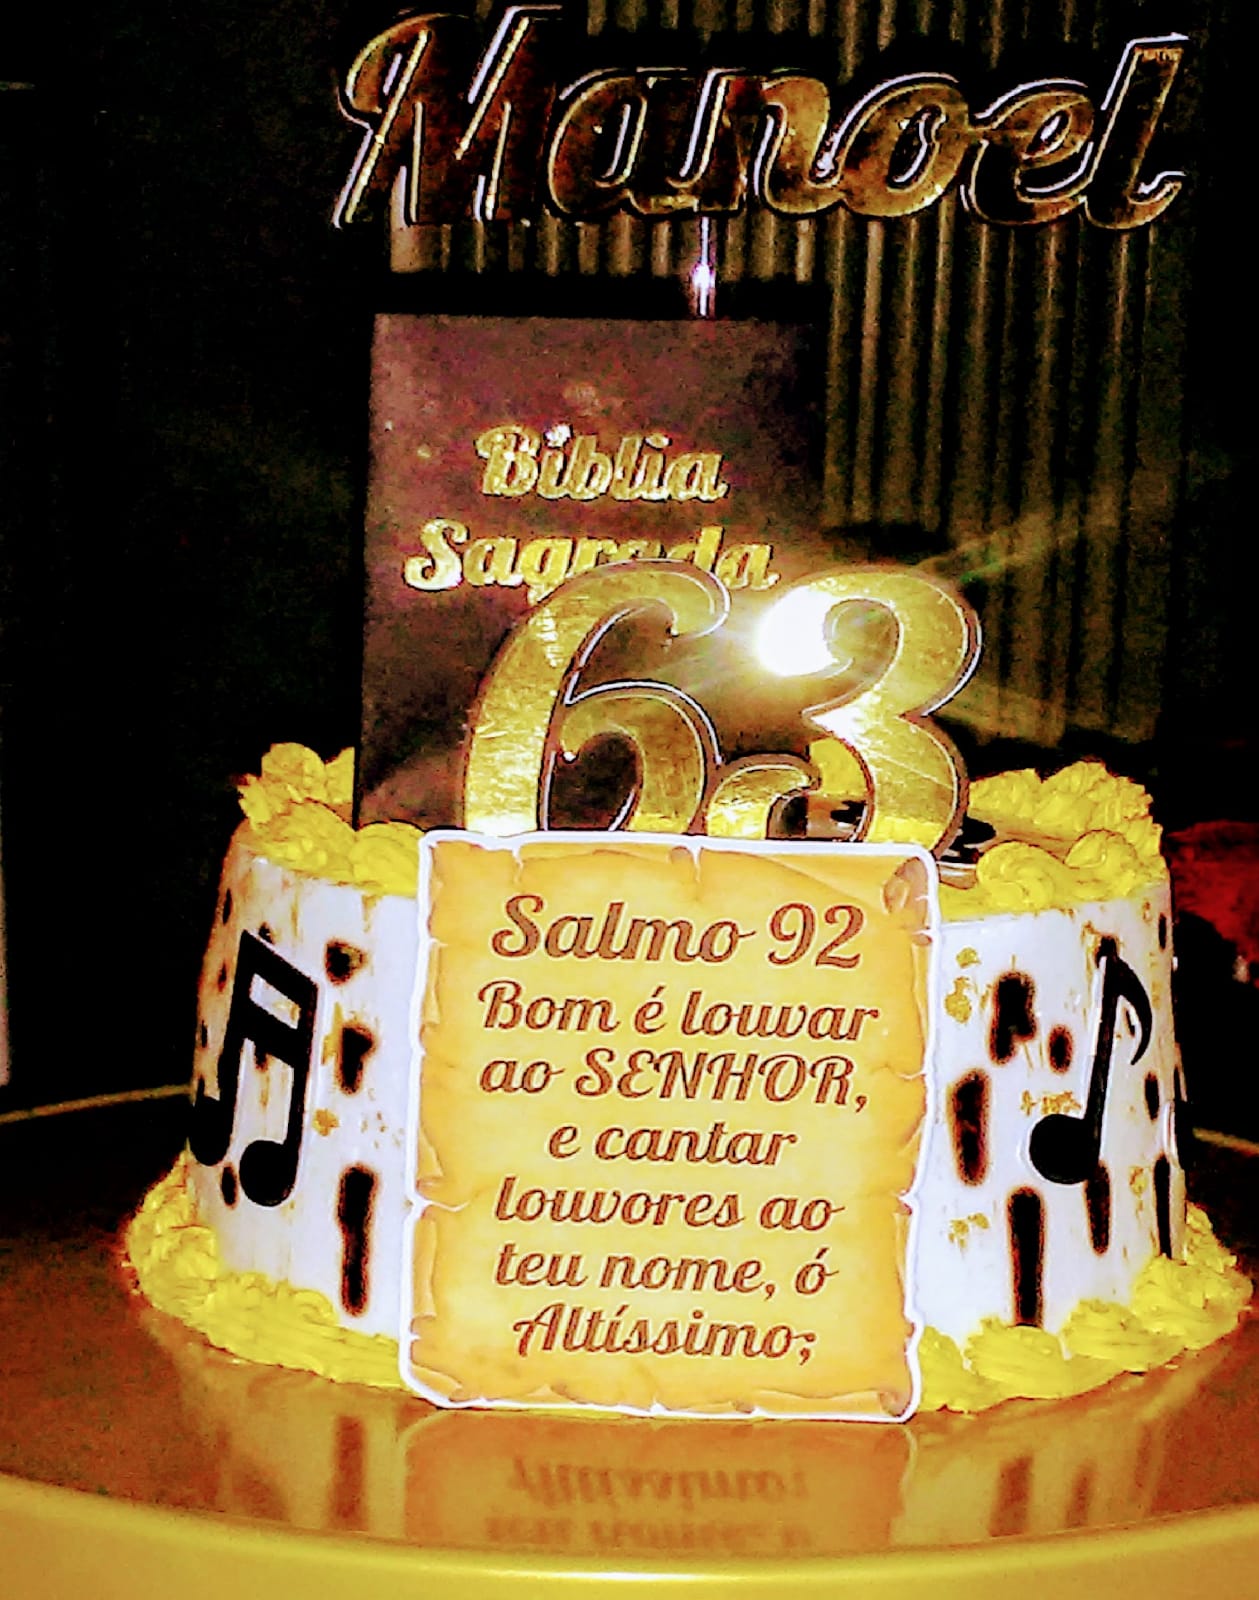 Manoel
Bíblia
Sagrada
63
Salmo 92
Bom é louvar
ao SENHOR,
e cantar
louvores ao
teu nome, ó
Altíssimo;